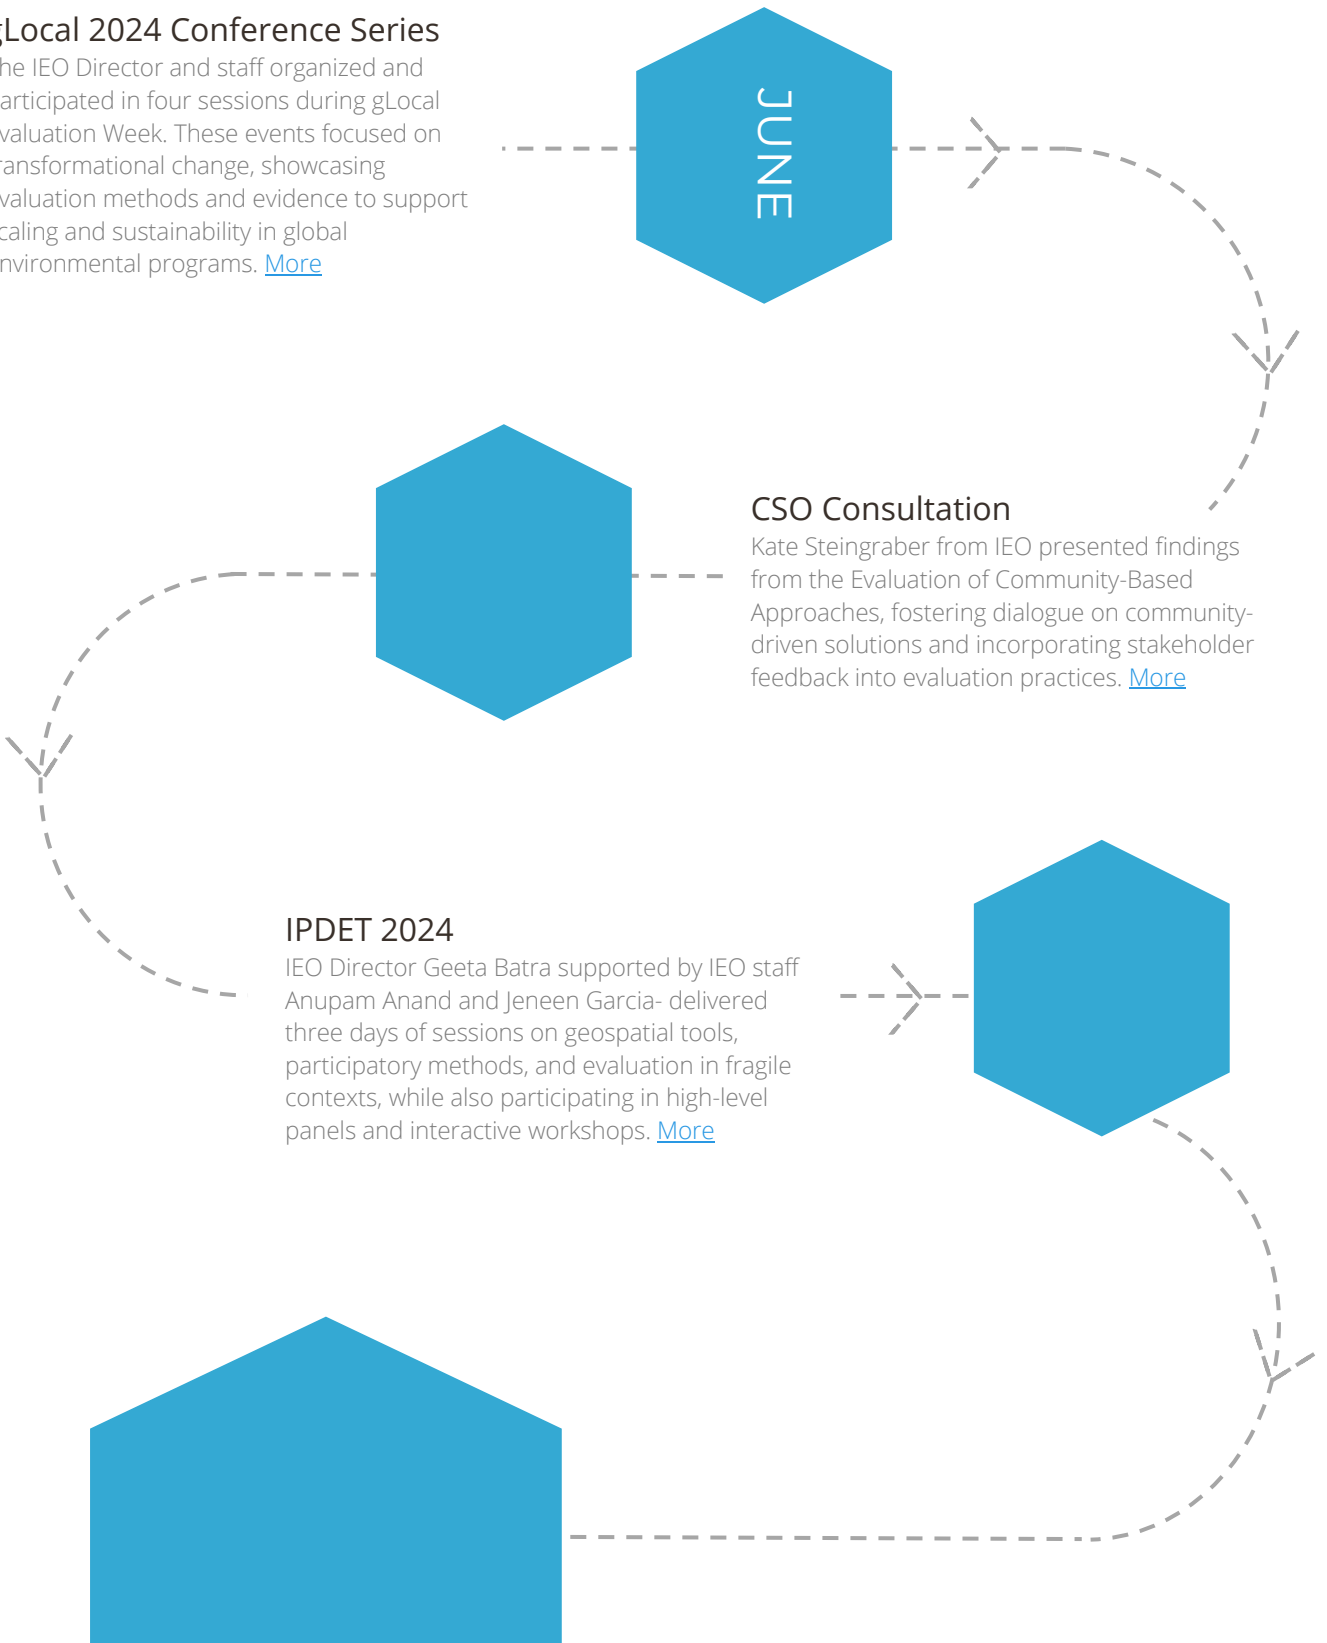 gLocal 2024 Conference Series
he IEO Director and staff organized and
articipated in four sessions during gLocal
valuation Week. These events focused on
ransformational change, showcasing
valuation methods and evidence to support
caling and sustainability in global
nvironmental programs. More
JUNE
CSO Consultation
Kate Steingraber from IEO presented findings
from the Evaluation of Community-Based
Approaches, fostering dialogue on community-
driven solutions and incorporating stakeholder
feedback into evaluation practices. More
IPDET 2024
IEO Director Geeta Batra supported by IEO staff
Anupam Anand and Jeneen Garcia- delivered
three days of sessions on geospatial tools,
participatory methods, and evaluation in fragile
contexts, while also participating in high-level
panels and interactive workshops. More